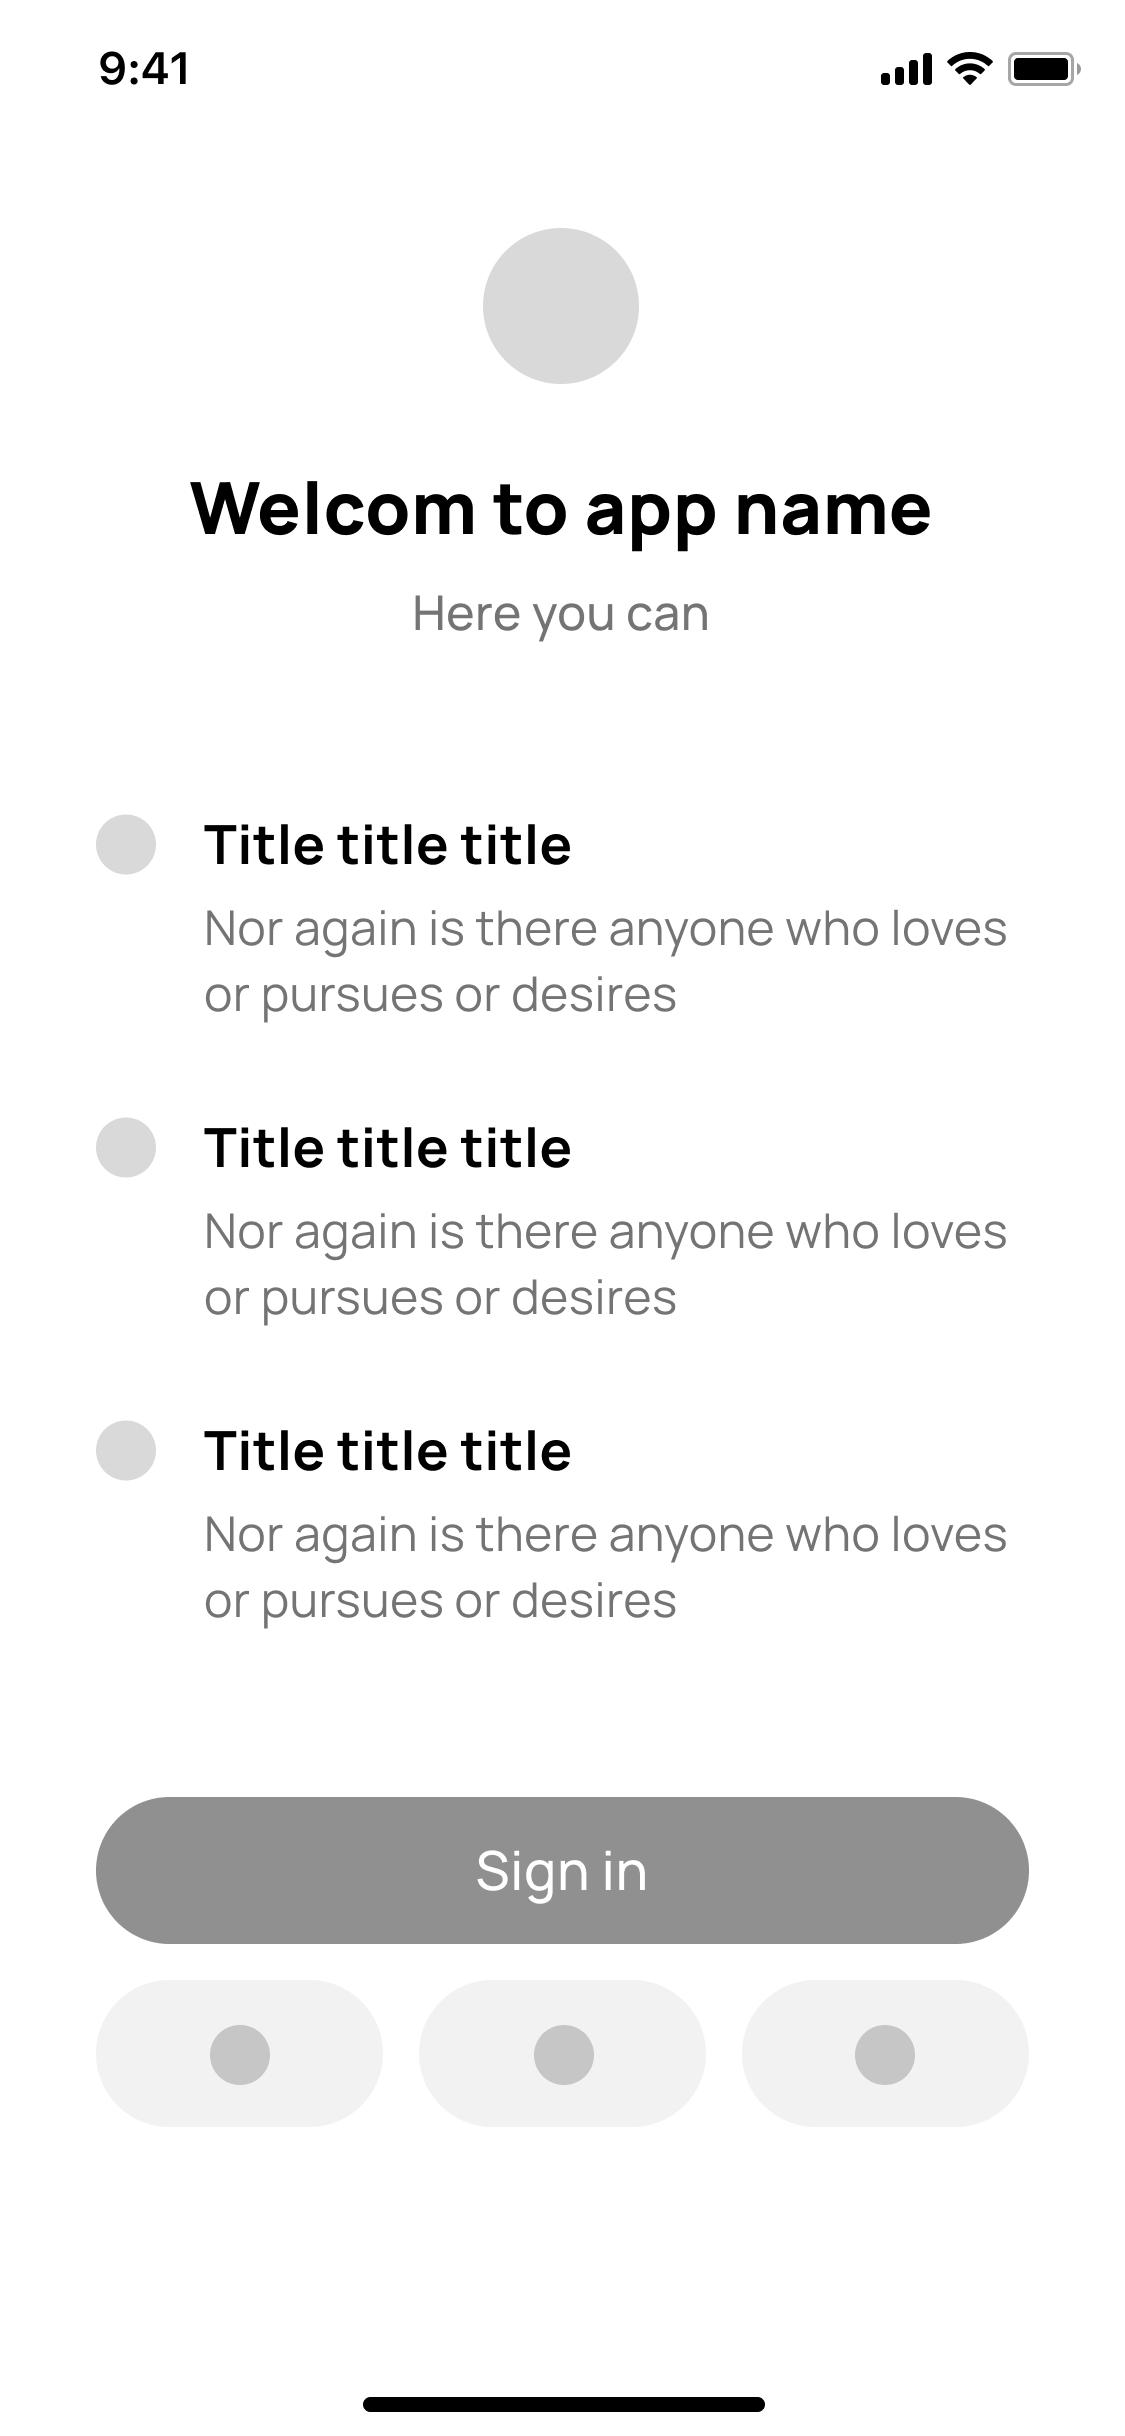 9:41
Welcom to app name
Here you can
Title title title
Nor again is there anyone who loves
or pursues or desires
Title title title
Nor again is there anyone who loves
or pursues or desires
Title title title
Nor again is there anyone who loves
or pursues or desires
Sign in